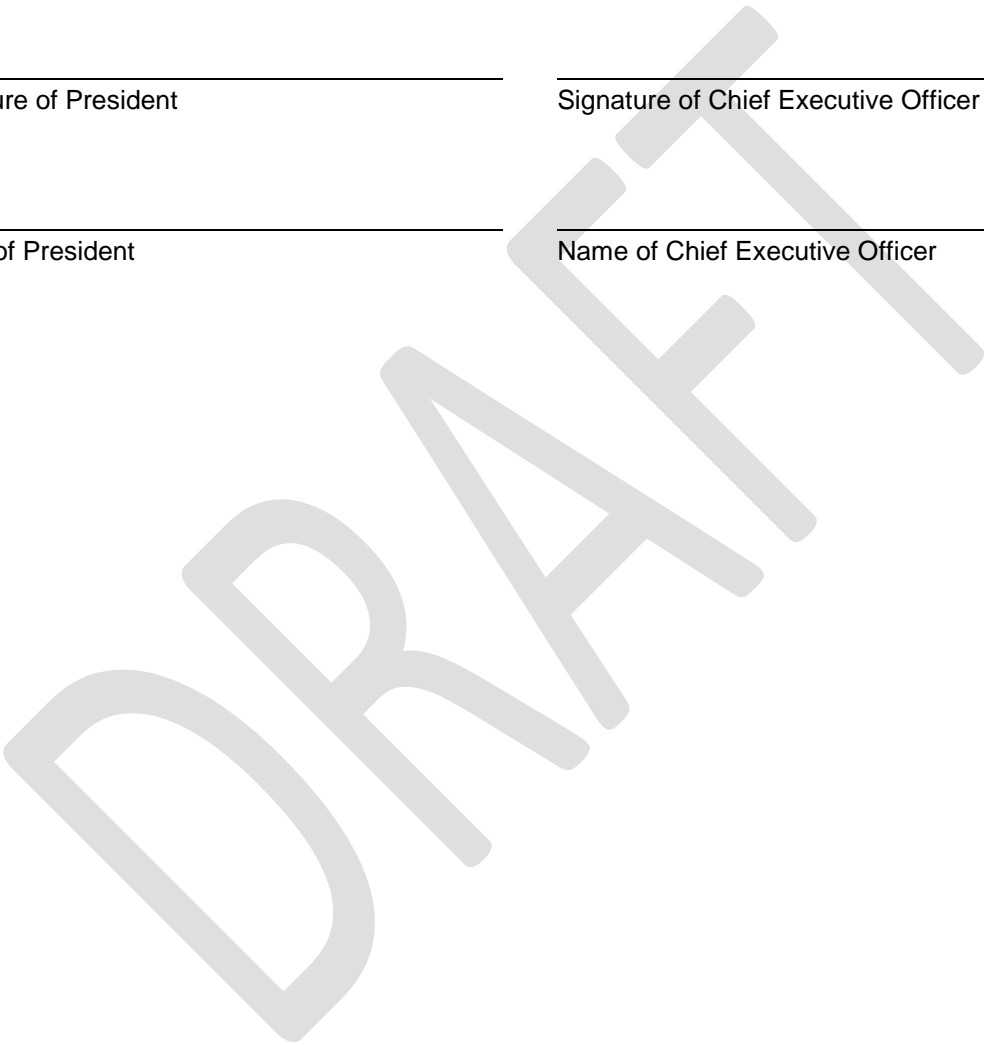 ure of President Signature of Chief Executive Officer
of President Name of Chief Executive Officer
DRAFT